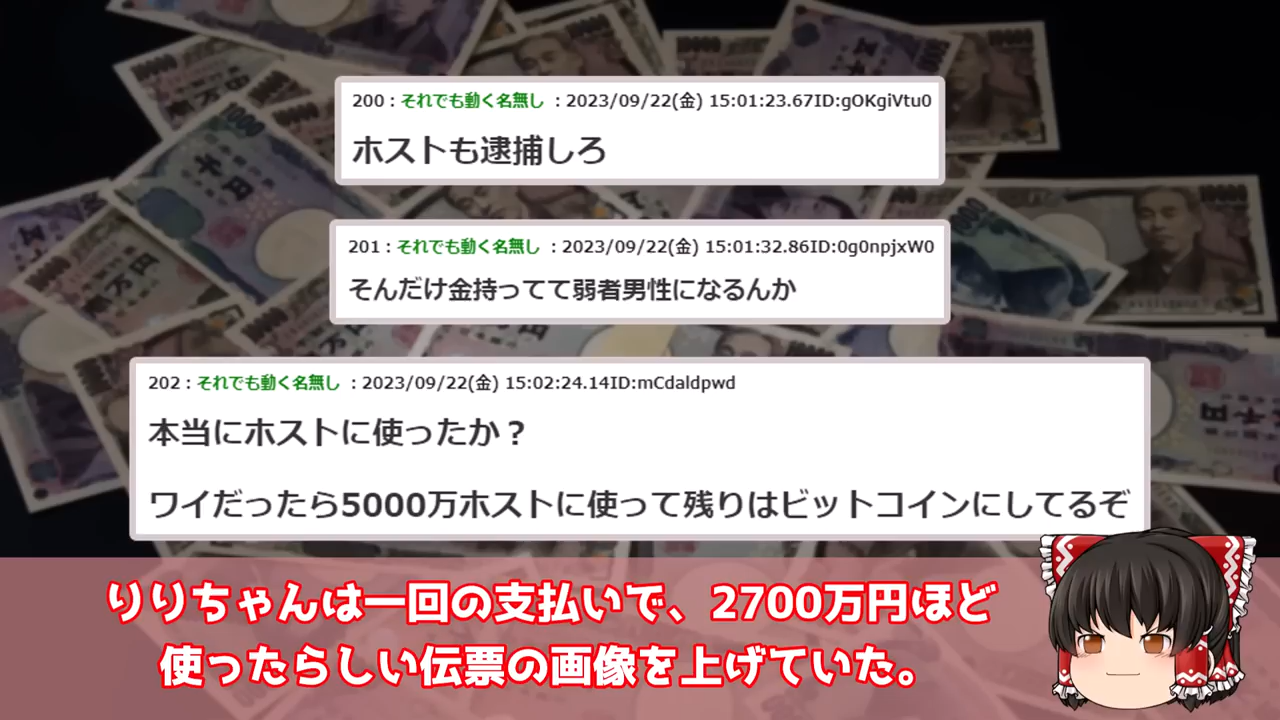 200 : それでも動く名無し ：2023/09/22(金) 15:01:23.67ID:gOKgiVtu0
ホストも逮捕しろ
201 : それでも動く名無し ：2023/09/22(金) 15:01:32.86ID:0g0npjxW0
そんだけ金持ってて弱者男性になるんか
202 : それでも動く名無し ：2023/09/22(金) 15:02:24.14ID:mCdaldpwd
本当にホストに使ったか？
ワイだったら5000万ホストに使って残りはビットコインにしてるぞ
りりちゃんは一回の支払いで、2700万円ほど
使ったらしい伝票の画像を上げていた。